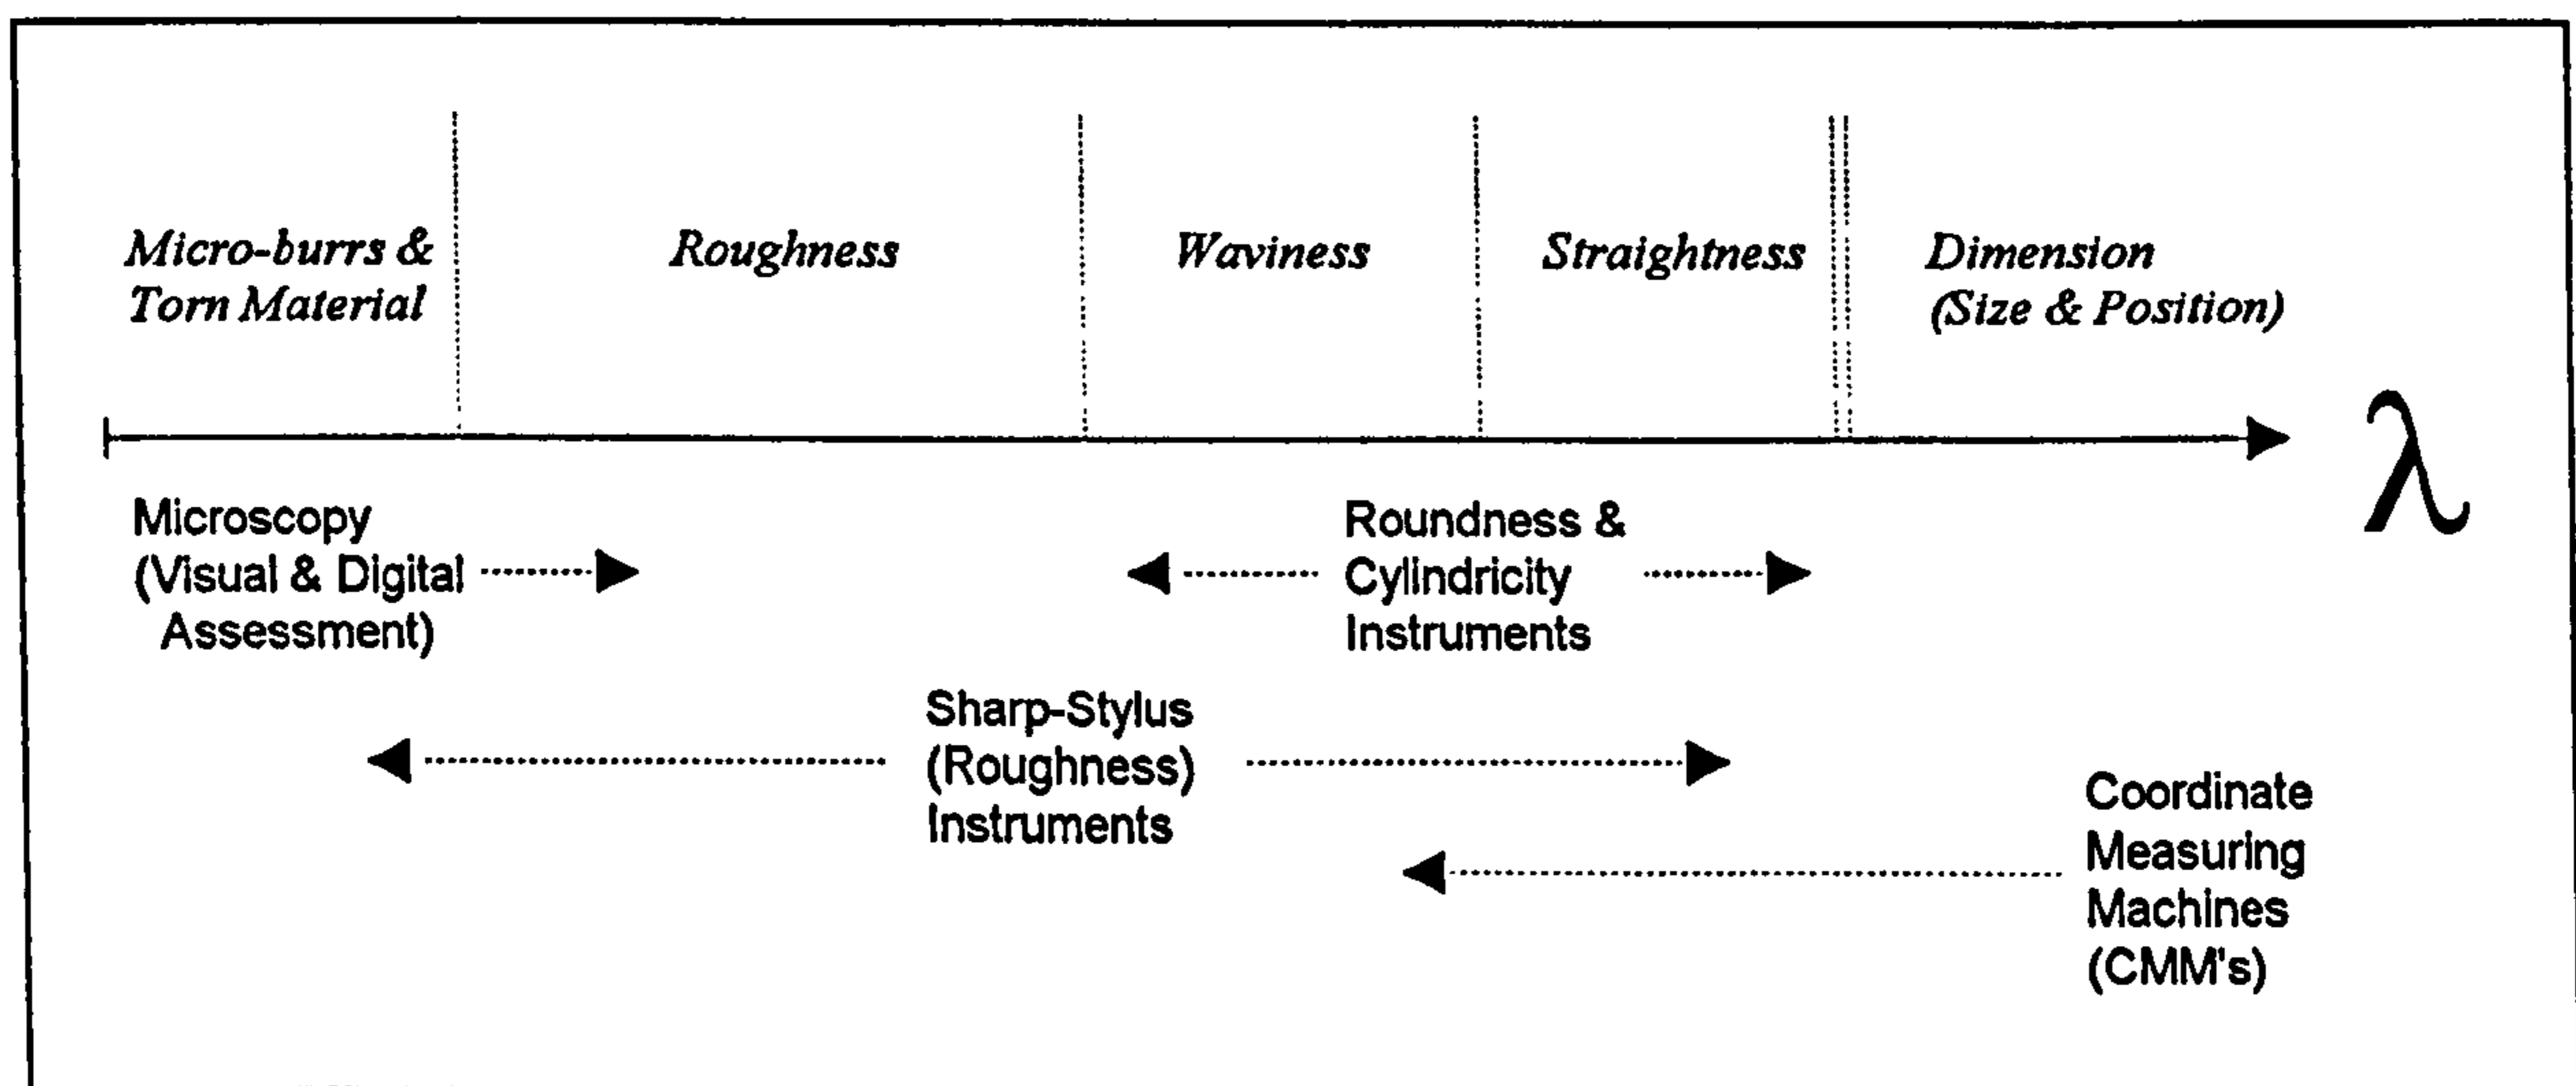 Micro-burrs &
Torn Material
Roughness
Waviness
Straightness
Dimension
(Size & Position)
λ
Microscopy
(Visual & Digital
Assessment)
Roundness &
Cylindricity
Instruments
Sharp-Stylus
(Roughness)
Instruments
Coordinate
Measuring
Machines
(CMM's)